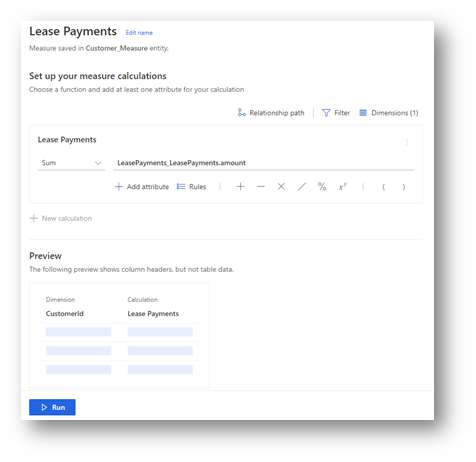 Lease Payments Edit name
Measure saved in Customer_Measure entity.
Set up your measure calculations
Choose a function and add at least one attribute for your calculation
Relationship path | Filter Dimensions (1)
Lease Payments
Sum LeasePayments_LeasePayments.amount
Add attribute Rules | + − × / % xʸ | ( )
New calculation
Preview
The following preview shows column headers, but not table data.
Dimension Calculation
CustomerId Lease Payments
Run